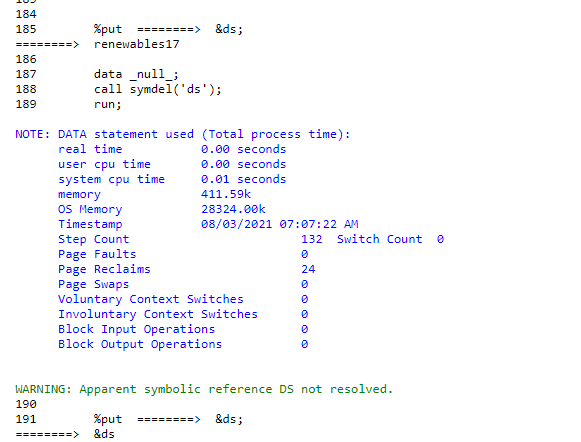 184
185 %put ========> &ds;
========> renewables17
186
187 data _null_;
188 call symdel('ds');
189 run;
NOTE: DATA statement used (Total process time):
real time 0.00 seconds
user cpu time 0.00 seconds
system cpu time 0.01 seconds
memory 411.59k
OS Memory 28324.00k
Timestamp 08/03/2021 07:07:22 AM
Step Count 132 Switch Count 0
Page Faults 0
Page Reclaims 24
Page Swaps 0
Voluntary Context Switches 0
Involuntary Context Switches 0
Block Input Operations 0
Block Output Operations 0
WARNING: Apparent symbolic reference DS not resolved.
190
191 %put ========> &ds;
========> &ds